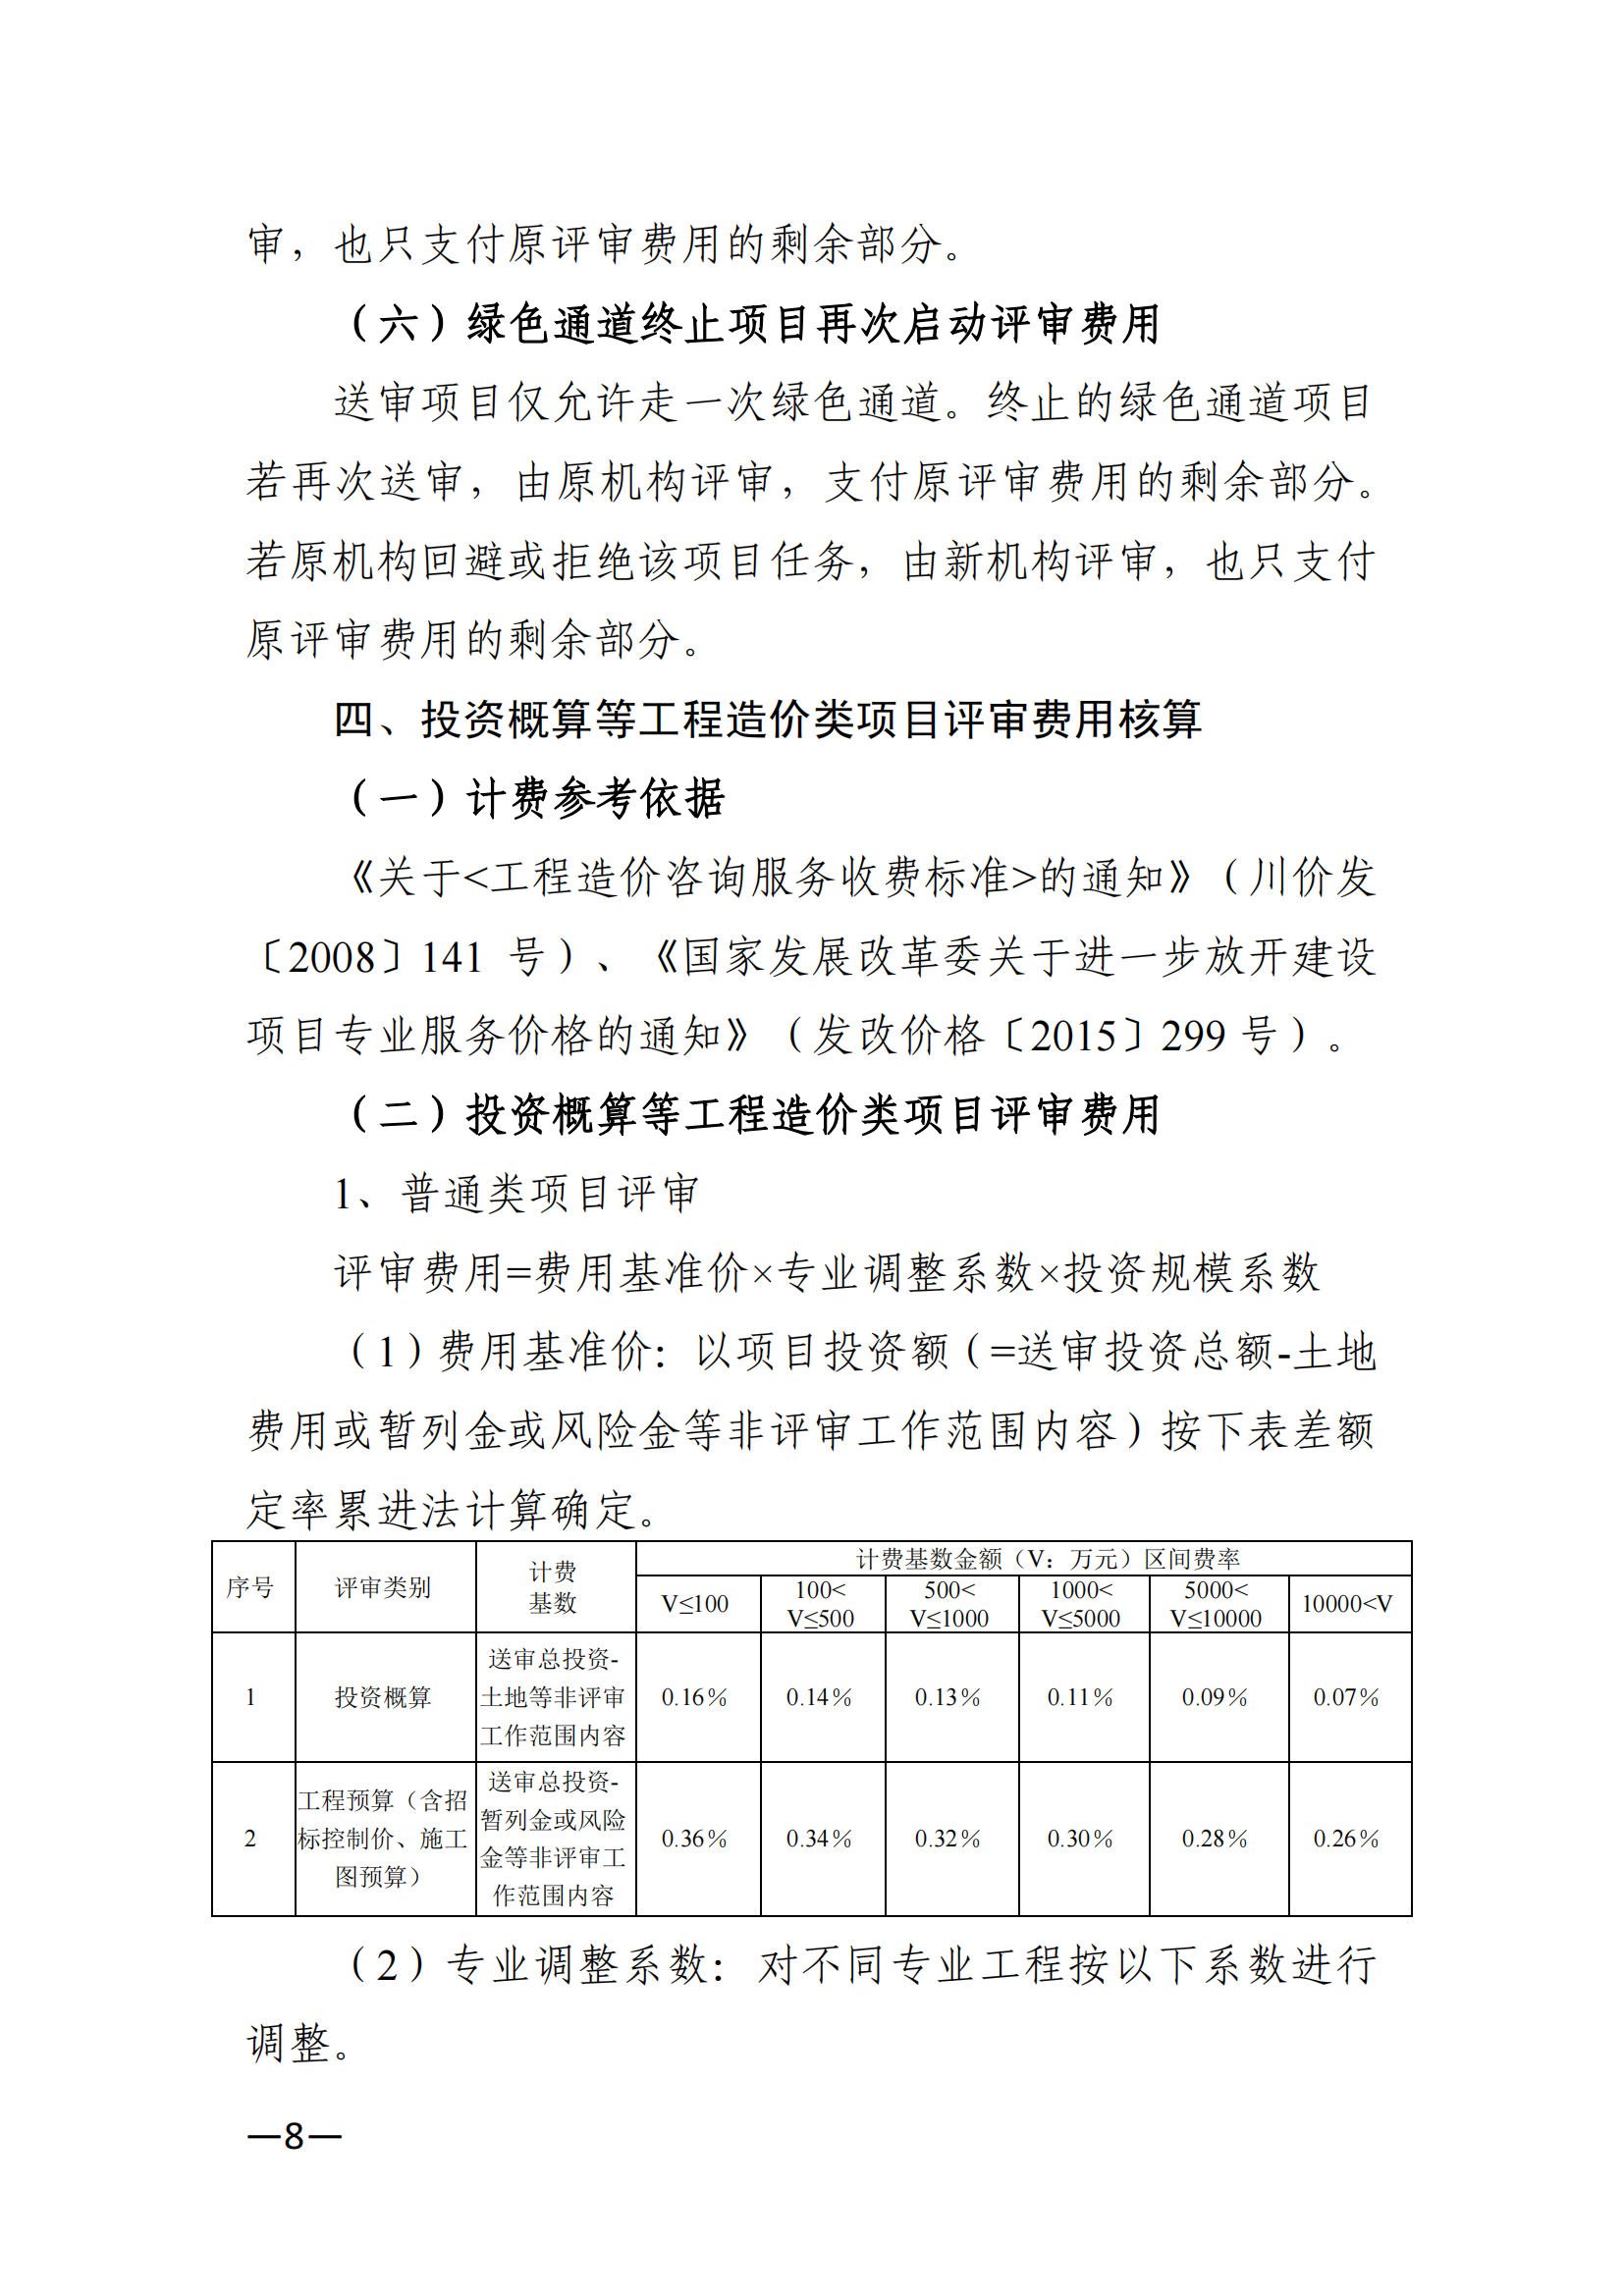 审，也只支付原评审费用的剩余部分。
（六）绿色通道终止项目再次启动评审费用
送审项目仅允许走一次绿色通道。终止的绿色通道项目
若再次送审，由原机构评审，支付原评审费用的剩余部分。
若原机构回避或拒绝该项目任务，由新机构评审，也只支付
原评审费用的剩余部分。
四、投资概算等工程造价类项目评审费用核算
（一）计费参考依据
《关于<工程造价咨询服务收费标准>的通知》（川价发
〔2008〕141 号）、《国家发展改革委关于进一步放开建设
项目专业服务价格的通知》（发改价格〔2015〕299 号）。
（二）投资概算等工程造价类项目评审费用
1、普通类项目评审
评审费用=费用基准价×专业调整系数×投资规模系数
（1）费用基准价：以项目投资额（=送审投资总额-土地
费用或暂列金或风险金等非评审工作范围内容）按下表差额
定率累进法计算确定。
序号 评审类别 计费
基数 计费基数金额（V：万元）区间费率
V≤100 100<
V≤500 500<
V≤1000 1000<
V≤5000 5000<
V≤10000 10000<V
1 投资概算 送审总投资-
土地等非评审
工作范围内容 0.16% 0.14% 0.13% 0.11% 0.09% 0.07%
2 工程预算（含招
标控制价、施工
图预算） 送审总投资-
暂列金或风险
金等非评审工
作范围内容 0.36% 0.34% 0.32% 0.30% 0.28% 0.26%
（2）专业调整系数：对不同专业工程按以下系数进行
调整。
—8—